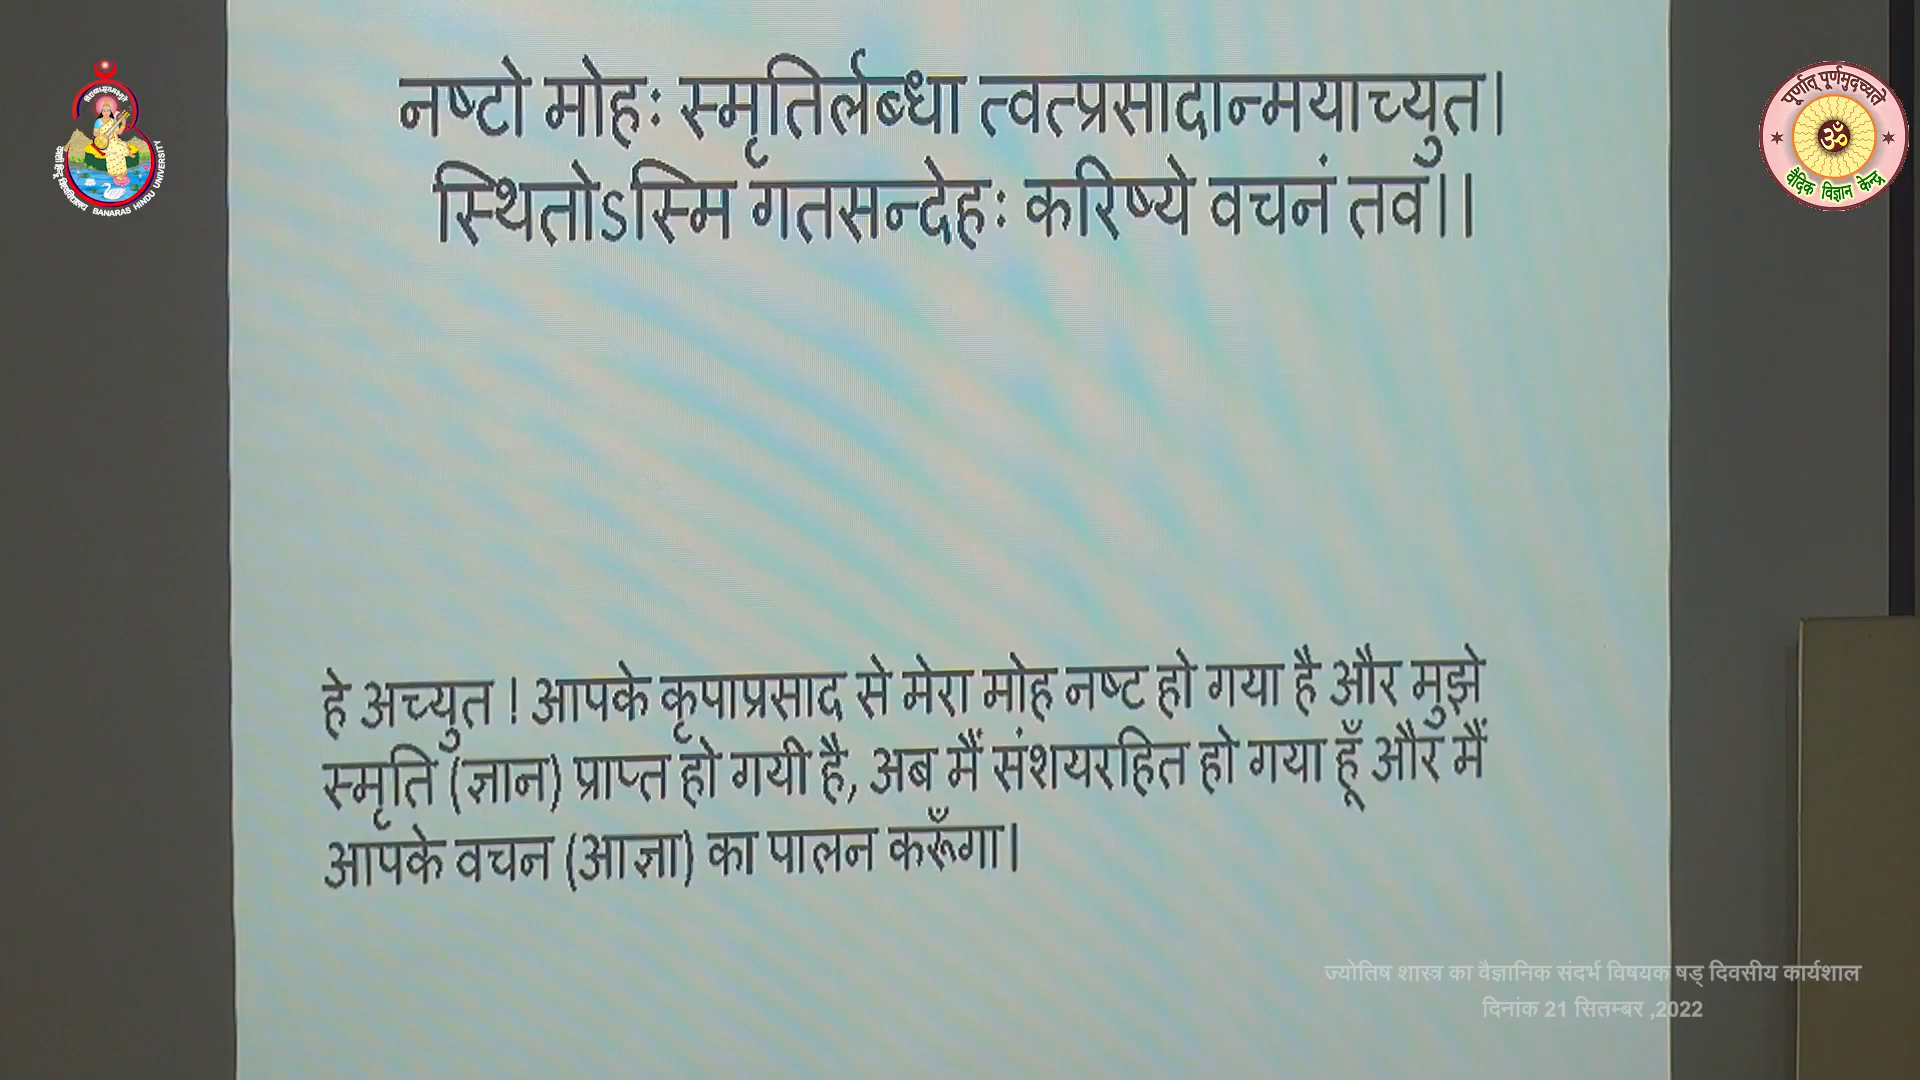 नष्टो मोहः स्मृतिर्लब्धा त्वत्प्रसादान्मयाच्युत।
स्थितोऽस्मि गतसन्देहः करिष्ये वचनं तव।।
हे अच्युत ! आपके कृपाप्रसाद से मेरा मोह नष्ट हो गया है और मुझे
स्मृति (ज्ञान) प्राप्त हो गयी है, अब मैं संशयरहित हो गया हूँ और मैं
आपके वचन (आज्ञा) का पालन करूँगा।
BANARAS HINDU UNIVERSITY
पूर्णात् पूर्णमुदच्यते
ॐ
वैदिक विज्ञान केन्द्र
ज्योतिष शास्त्र का वैज्ञानिक संदर्भ विषयक षड् दिवसीय कार्यशाल
दिनांक 21 सितम्बर ,2022